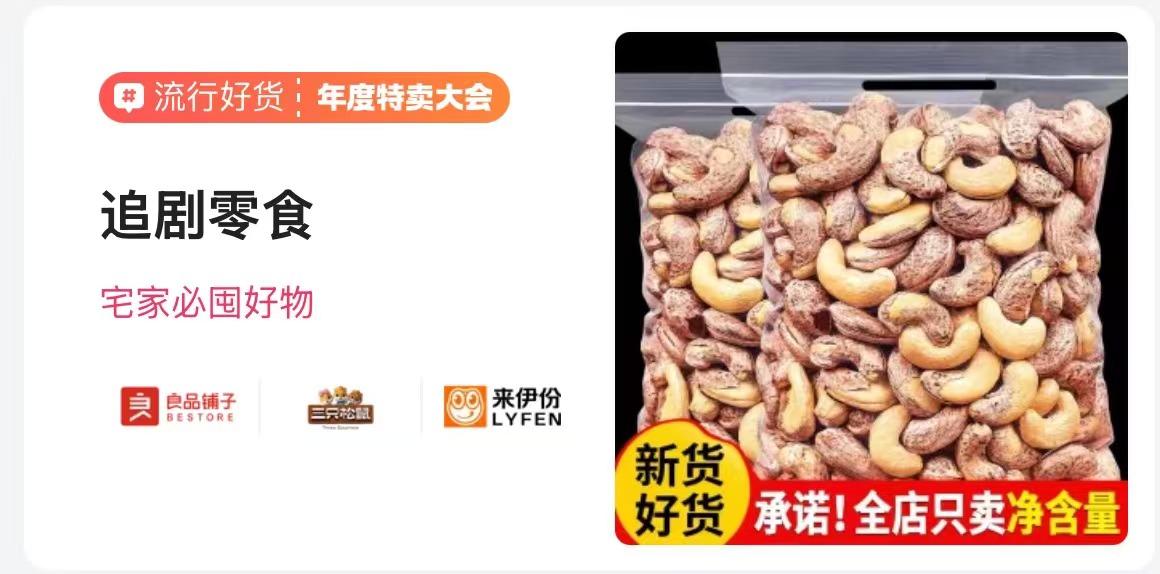 流行好货 年度特卖大会
追剧零食
宅家必囤好物
良品铺子
BESTORE
三只松鼠
Three Squirrels
来伊份
LYFEN
新货
好货
承诺!全店只卖净含量